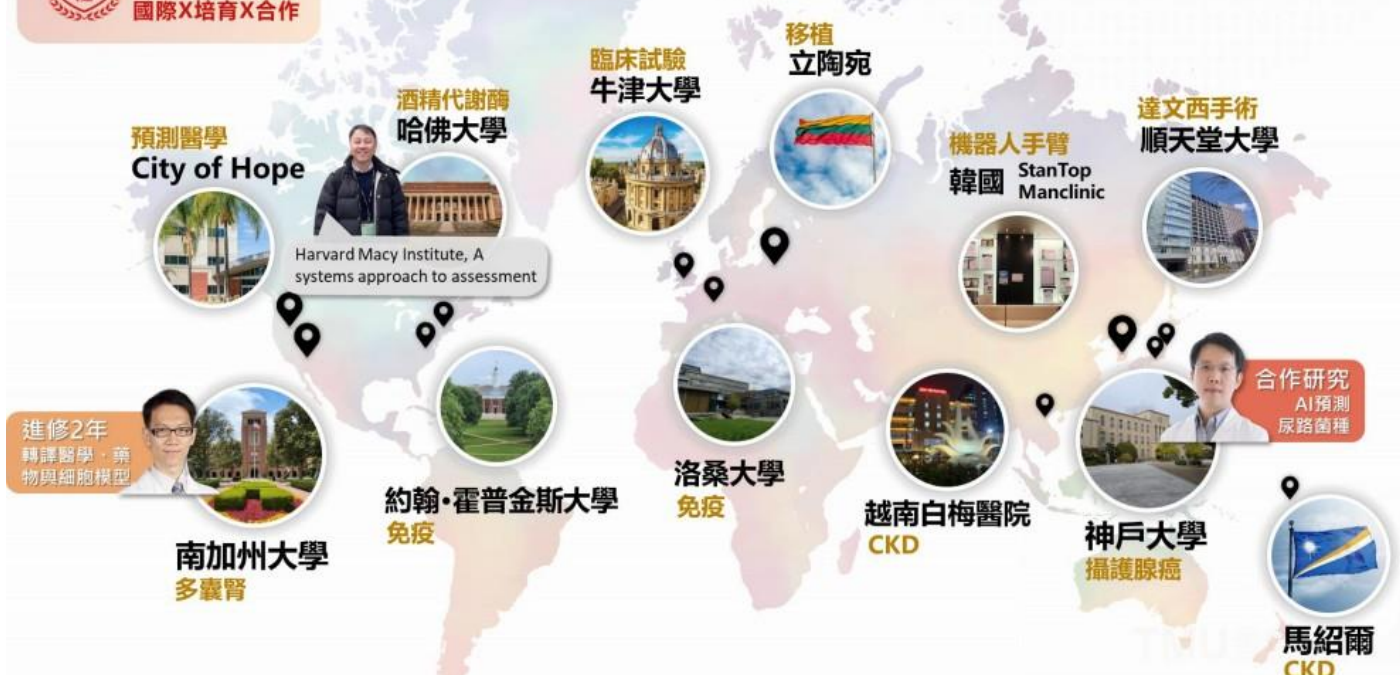 國際X培育X合作
預測醫學
City of Hope
酒精代謝酶
哈佛大學
Harvard Macy Institute, A
systems approach to assessment
臨床試驗
牛津大學
移植
立陶宛
機器人手臂
韓國 StanTop
Manclinic
達文西手術
順天堂大學
進修2年
轉譯醫學、藥
物與細胞模型
南加州大學
多囊腎
約翰•霍普金斯大學
免疫
洛桑大學
免疫
越南白梅醫院
CKD
神戶大學
攝護腺癌
合作研究
AI預測
尿路菌種
馬紹爾
CKD
TMU